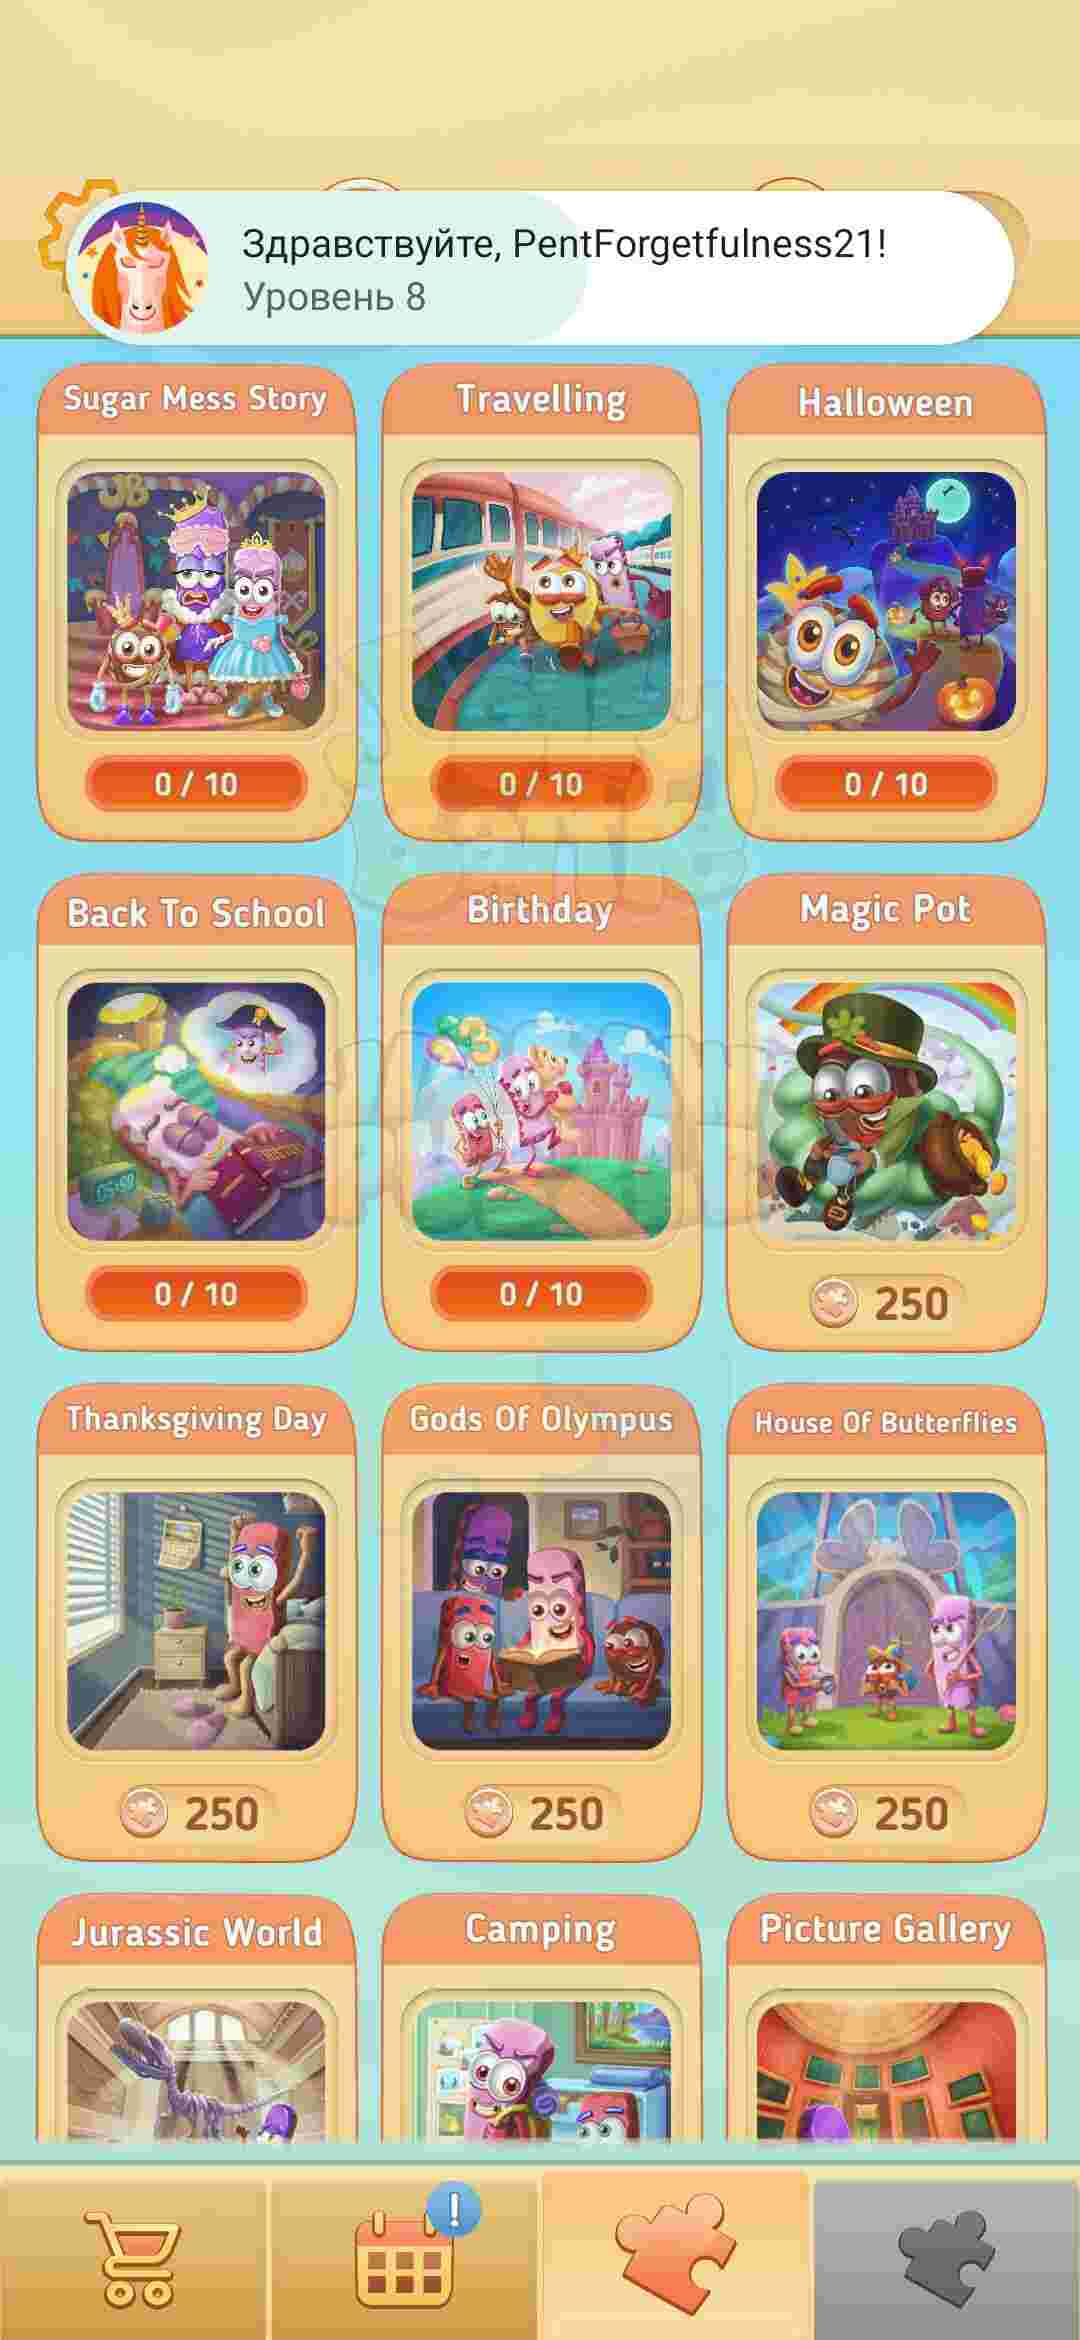 Здравствуйте, PentForgetfulness21!
Уровень 8
Sugar Mess Story
Travelling
Halloween
JB
0 / 10
0 / 10
0 / 10
Back To School
Birthday
Magic Pot
0 / 10
0 / 10
250
Thanksgiving Day
Gods Of Olympus
House Of Butterflies
250
250
250
Jurassic World
Camping
Picture Gallery
!